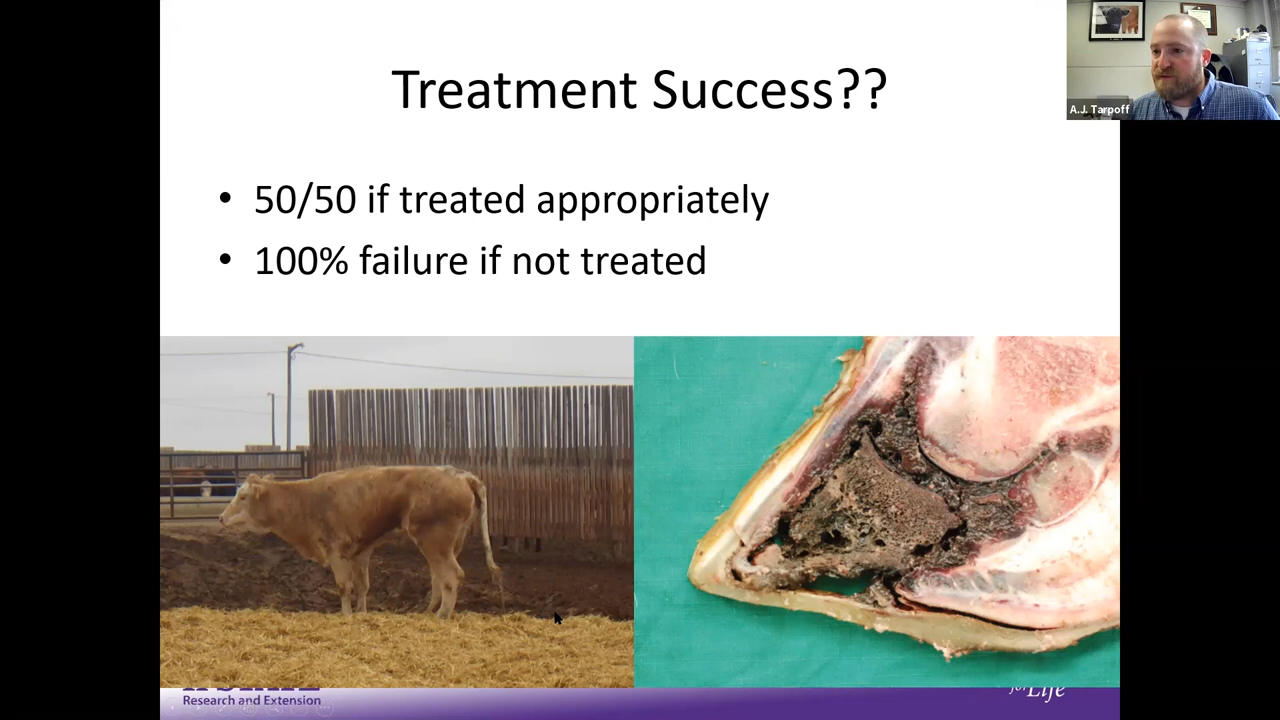 Treatment Success??
A.J. Tarpoff
• 50/50 if treated appropriately
• 100% failure if not treated
Research and Extension
for Life